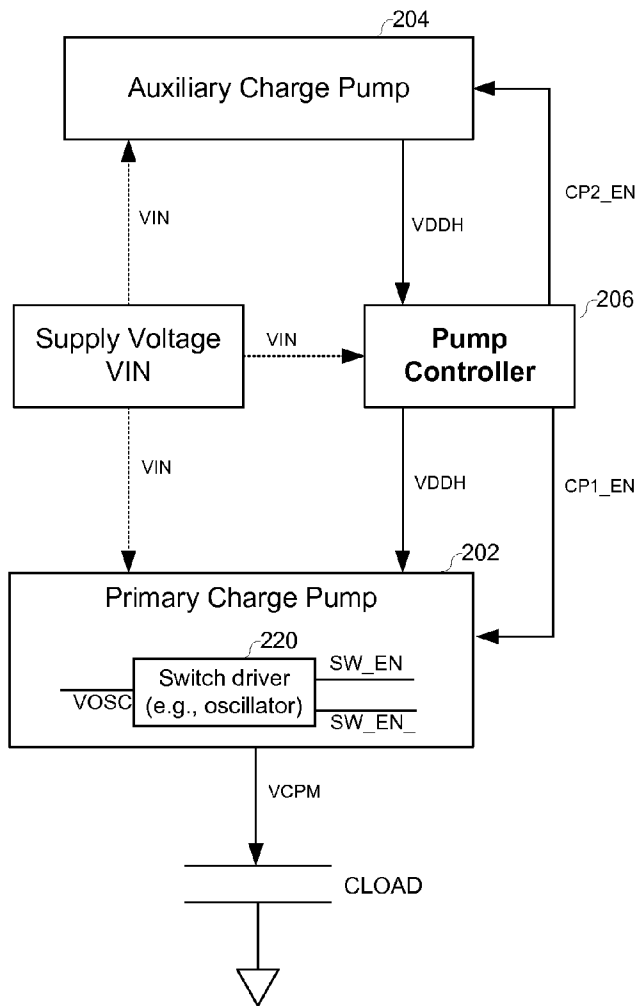 204
Auxiliary Charge Pump
CP2_EN
VIN
VDDH
206
Supply Voltage
VIN
VIN
Pump
Controller
VIN
VDDH
CP1_EN
202
Primary Charge Pump
220
Switch driver
(e.g., oscillator)
VOSC
SW_EN
SW_EN_
VCPM
CLOAD